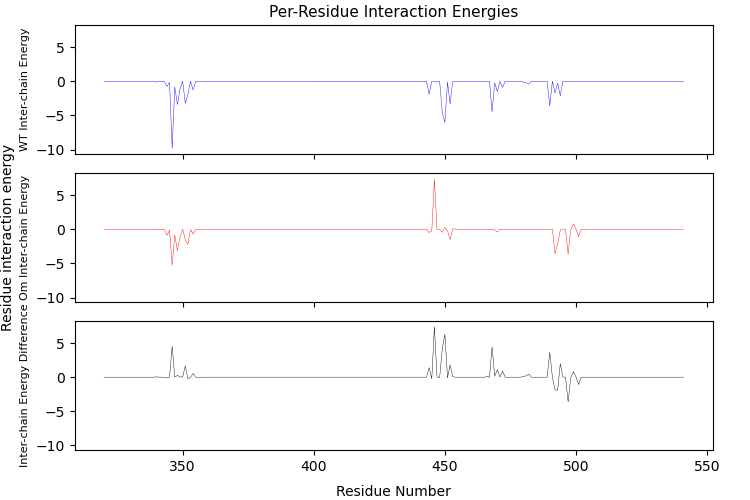 Per-Residue Interaction Energies
WT Inter-chain Energy
5
0
−5
−10
Residue interaction energy
Om Inter-chain Energy
5
0
−5
−10
Inter-chain Energy Difference
5
0
−5
−10
350
400
450
500
550
Residue Number